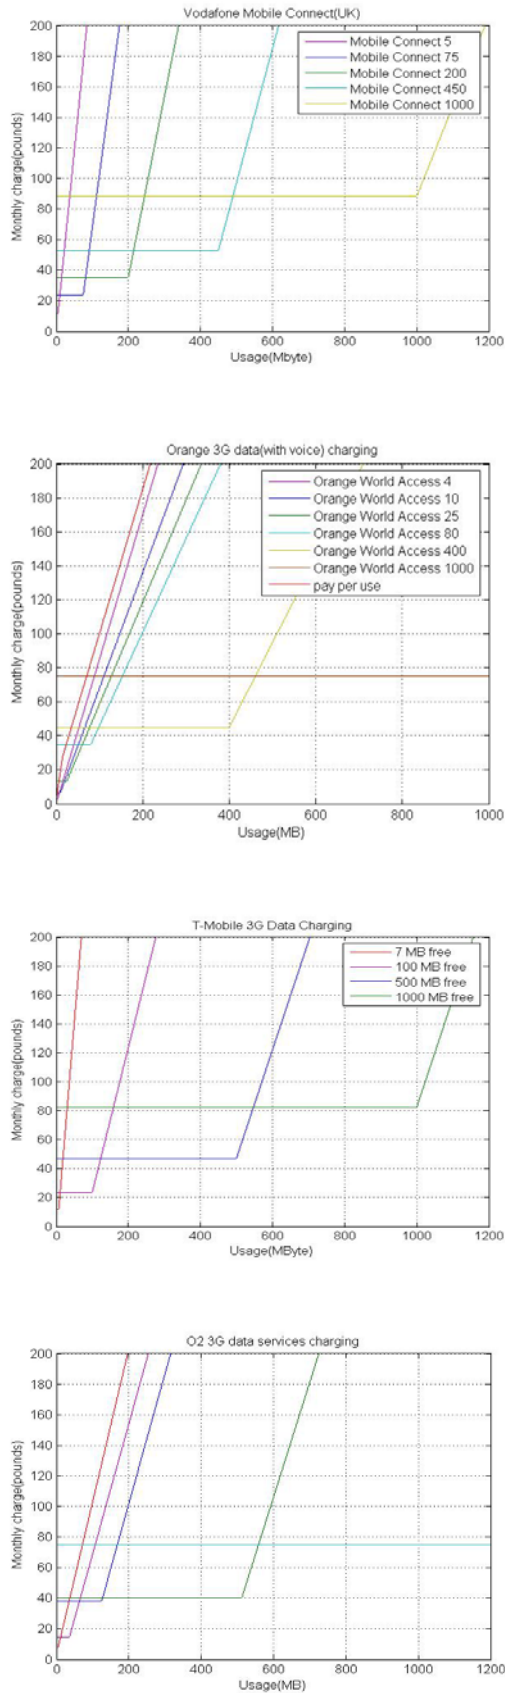 Vodafone Mobile Connect(UK)
200
180
160
140
120
100
80
60
40
20
0
Monthly charge(pounds)
Mobile Connect 5
Mobile Connect 75
Mobile Connect 200
Mobile Connect 450
Mobile Connect 1000
0 200 400 600 800 1000 1200
Usage(Mbyte)
Orange 3G data(with voice) charging
200
180
160
140
120
100
80
60
40
20
0
Monthly charge(pounds)
Orange World Access 4
Orange World Access 10
Orange World Access 25
Orange World Access 80
Orange World Access 400
Orange World Access 1000
pay per use
0 200 400 600 800 1000
Usage(MB)
T-Mobile 3G Data Charging
200
180
160
140
120
100
80
60
40
20
0
Monthly charge(pounds)
7 MB free
100 MB free
500 MB free
1000 MB free
0 200 400 600 800 1000 1200
Usage(MByte)
O2 3G data services charging
200
180
160
140
120
100
80
60
40
20
0
Monthly charge(pounds)
0 200 400 600 800 1000 1200
Usage(MB)